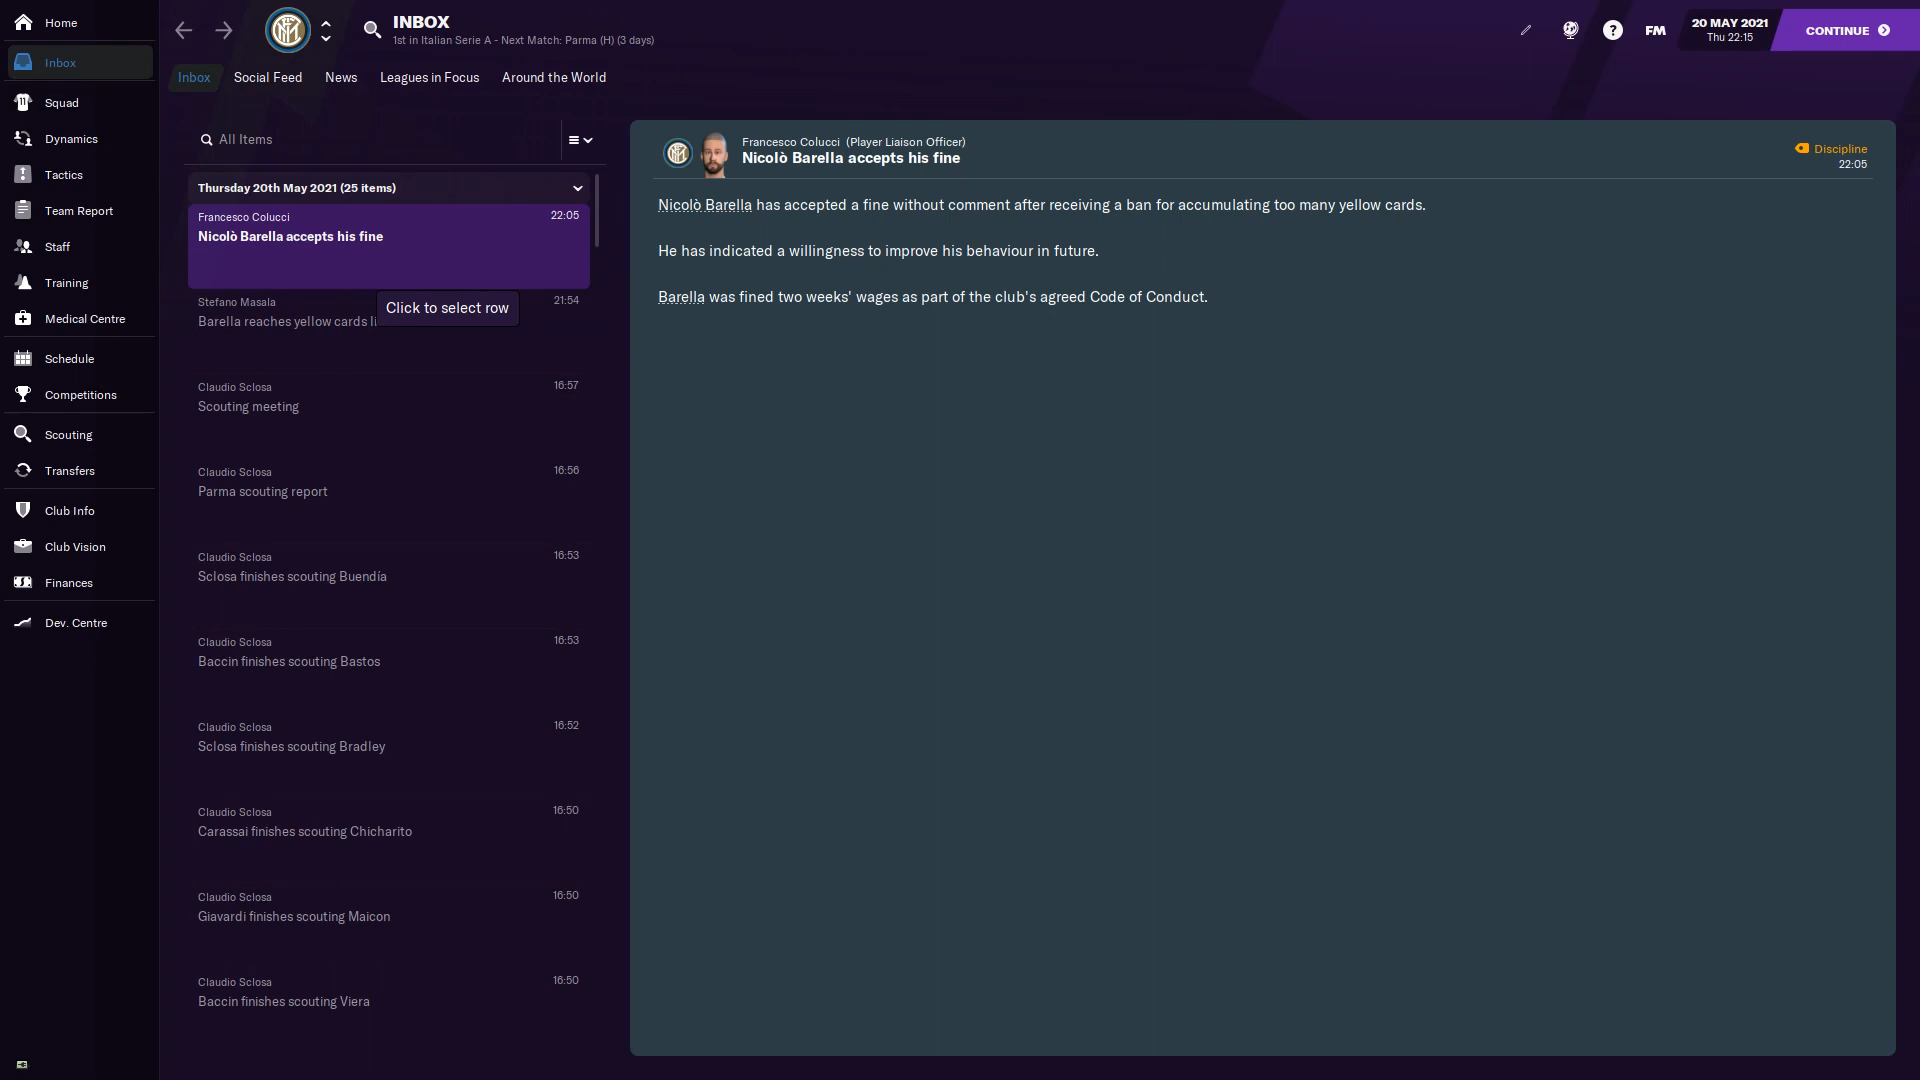 Home
Inbox
Squad
Dynamics
Tactics
Team Report
Staff
Training
Medical Centre
Schedule
Competitions
Scouting
Transfers
Club Info
Club Vision
Finances
Dev. Centre
INBOX
1st in Italian Serie A - Next Match: Parma (H) (3 days)
FM
20 MAY 2021
Thu 22:15
CONTINUE
Inbox Social Feed News Leagues in Focus Around the World
All Items
Thursday 20th May 2021 (25 items)
Francesco Colucci 22:05
Nicolò Barella accepts his fine
Stefano Masala 21:54
Barella reaches yellow cards li
Click to select row
Claudio Sclosa 16:57
Scouting meeting
Claudio Sclosa 16:56
Parma scouting report
Claudio Sclosa 16:53
Sclosa finishes scouting Buendía
Claudio Sclosa 16:53
Baccin finishes scouting Bastos
Claudio Sclosa 16:52
Sclosa finishes scouting Bradley
Claudio Sclosa 16:50
Carassai finishes scouting Chicharito
Claudio Sclosa 16:50
Giavardi finishes scouting Maicon
Claudio Sclosa 16:50
Baccin finishes scouting Viera
Francesco Colucci (Player Liaison Officer)
Nicolò Barella accepts his fine
Discipline
22:05
Nicolò Barella has accepted a fine without comment after receiving a ban for accumulating too many yellow cards.
He has indicated a willingness to improve his behaviour in future.
Barella was fined two weeks' wages as part of the club's agreed Code of Conduct.